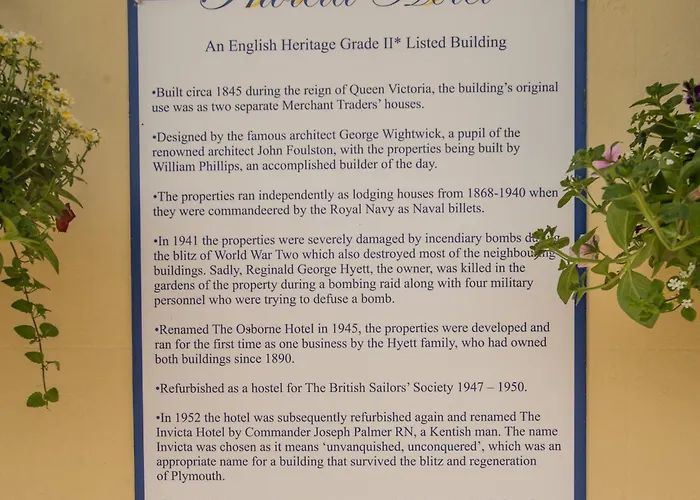 An English Heritage Grade II* Listed Building
•Built circa 1845 during the reign of Queen Victoria, the building's original
use was as two separate Merchant Traders' houses.
•Designed by the famous architect George Wightwick, a pupil of the
renowned architect John Foulston, with the properties being built by
William Phillips, an accomplished builder of the day.
•The properties ran independently as lodging houses from 1868-1940 when
they were commandeered by the Royal Navy as Naval billets.
•In 1941 the properties were severely damaged by incendiary bombs during
the blitz of World War Two which also destroyed most of the neighbouring
buildings. Sadly, Reginald George Hyett, the owner, was killed in the
gardens of the property during a bombing raid along with four military
personnel who were trying to defuse a bomb.
•Renamed The Osborne Hotel in 1945, the properties were developed and
ran for the first time as one business by the Hyett family, who had owned
both buildings since 1890.
•Refurbished as a hostel for The British Sailors' Society 1947 – 1950.
•In 1952 the hotel was subsequently refurbished again and renamed The
Invicta Hotel by Commander Joseph Palmer RN, a Kentish man. The name
Invicta was chosen as it means 'unvanquished, unconquered', which was an
appropriate name for a building that survived the blitz and regeneration
of Plymouth.